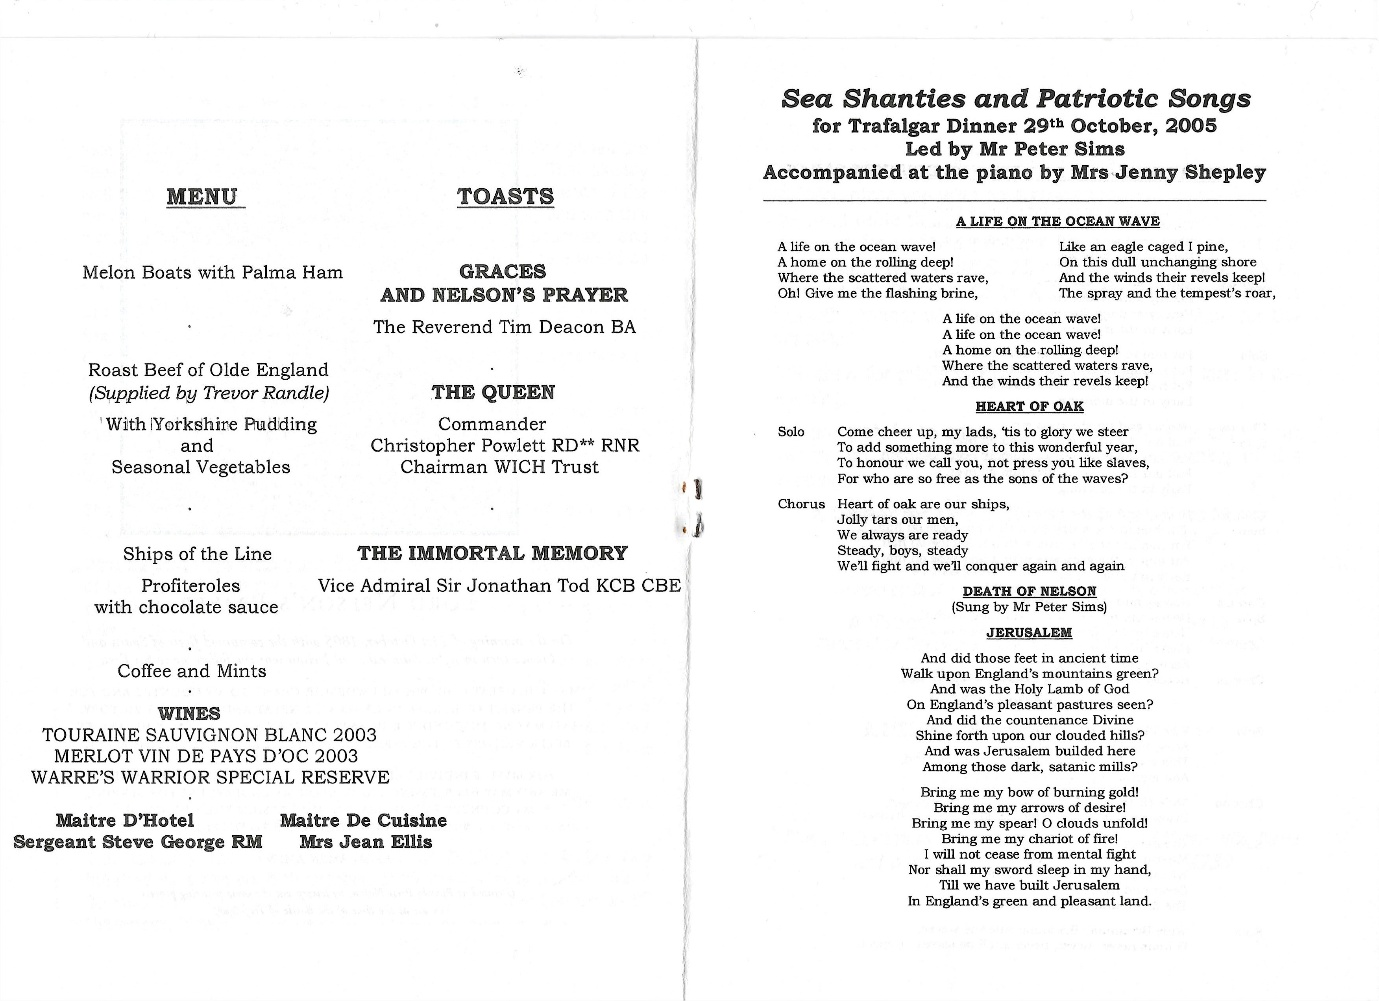 MENU
Melon Boats with Palma Ham
.
Roast Beef of Olde England
(Supplied by Trevor Randle)
With Yorkshire Pudding
and
Seasonal Vegetables
.
Ships of the Line
Profiteroles
with chocolate sauce
.
Coffee and Mints
.
WINES
TOURAINE SAUVIGNON BLANC 2003
MERLOT VIN DE PAYS D'OC 2003
WARRE'S WARRIOR SPECIAL RESERVE
.
Maitre D'Hotel
Sergeant Steve George RM
Maitre De Cuisine
Mrs Jean Ellis
TOASTS
GRACES
AND NELSON'S PRAYER
The Reverend Tim Deacon BA
.
THE QUEEN
Commander
Christopher Powlett RD** RNR
Chairman WICH Trust
.
THE IMMORTAL MEMORY
Vice Admiral Sir Jonathan Tod KCB CBE
Sea Shanties and Patriotic Songs
for Trafalgar Dinner 29th October, 2005
Led by Mr Peter Sims
Accompanied at the piano by Mrs Jenny Shepley
A LIFE ON THE OCEAN WAVE
A life on the ocean wave!
A home on the rolling deep!
Where the scattered waters rave,
Oh! Give me the flashing brine,
Like an eagle caged I pine,
On this dull unchanging shore
And the winds their revels keep!
The spray and the tempest's roar,
A life on the ocean wave!
A life on the ocean wave!
A home on the rolling deep!
Where the scattered waters rave,
And the winds their revels keep!
HEART OF OAK
Solo Come cheer up, my lads, 'tis to glory we steer
To add something more to this wonderful year,
To honour we call you, not press you like slaves,
For who are so free as the sons of the waves?
Chorus Heart of oak are our ships,
Jolly tars our men,
We always are ready
Steady, boys, steady
We'll fight and we'll conquer again and again
DEATH OF NELSON
(Sung by Mr Peter Sims)
JERUSALEM
And did those feet in ancient time
Walk upon England's mountains green?
And was the Holy Lamb of God
On England's pleasant pastures seen?
And did the countenance Divine
Shine forth upon our clouded hills?
And was Jerusalem builded here
Among those dark, satanic mills?
Bring me my bow of burning gold!
Bring me my arrows of desire!
Bring me my spear! O clouds unfold!
Bring me my chariot of fire!
I will not cease from mental fight
Nor shall my sword sleep in my hand,
Till we have built Jerusalem
In England's green and pleasant land.